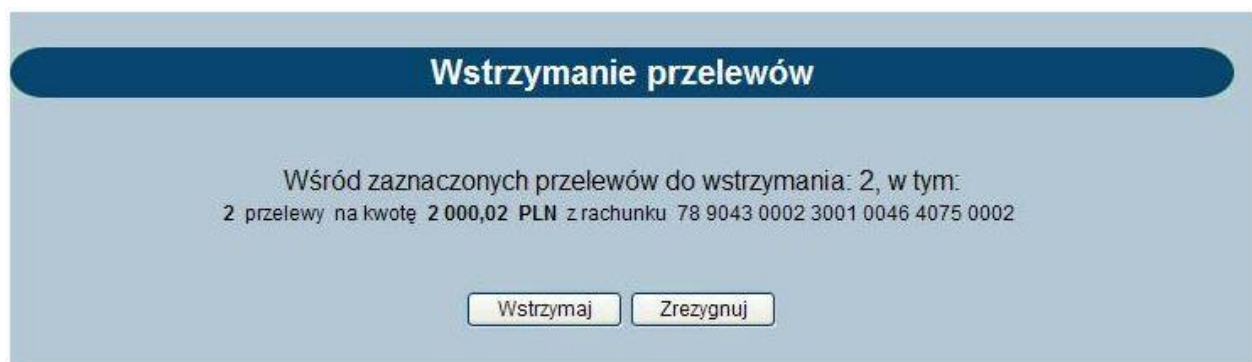 Wstrzymanie przelewów
Wśród zaznaczonych przelewów do wstrzymania: 2, w tym:
2 przelewy na kwotę 2 000,02 PLN z rachunku 78 9043 0002 3001 0046 4075 0002
Wstrzymaj Zrezygnuj